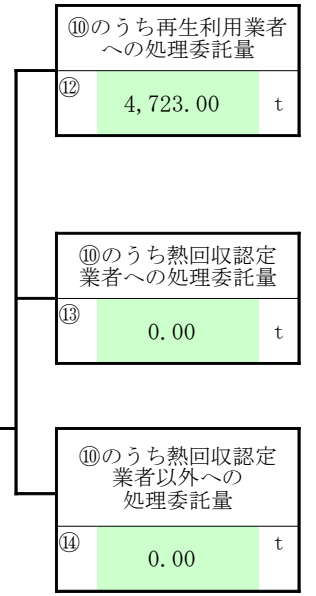 ⑩のうち再生利用業者
への処理委託量
⑫ 4,723.00 t
⑩のうち熱回収認定
業者への処理委託量
⑬ 0.00 t
⑩のうち熱回収認定
業者以外への
処理委託量
⑭ 0.00 t